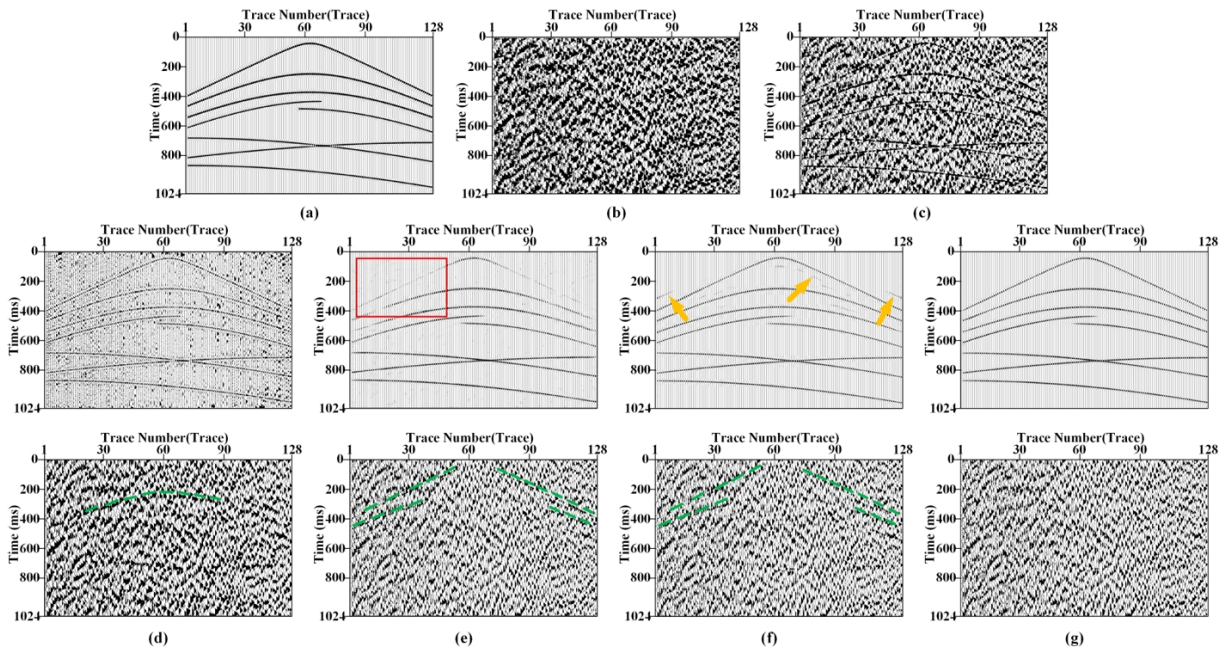 Trace Number(Trace) Trace Number(Trace) Trace Number(Trace)
1 30 60 90 128 1 30 60 90 128 1 30 60 90 128
0 0 0
200 200 200
400 400 400
600 600 600
800 800 800
1024 1024 1024
Time (ms) Time (ms) Time (ms)
(a) (b) (c)
Trace Number(Trace) Trace Number(Trace) Trace Number(Trace) Trace Number(Trace)
1 30 60 90 128 1 30 60 90 128 1 30 60 90 128 1 30 60 90 128
0 0 0 0
200 200 200 200
400 400 400 400
600 600 600 600
800 800 800 800
1024 1024 1024 1024
Time (ms) Time (ms) Time (ms) Time (ms)
Trace Number(Trace) Trace Number(Trace) Trace Number(Trace) Trace Number(Trace)
1 30 60 90 128 1 30 60 90 128 1 30 60 90 128 1 30 60 90 128
0 0 0 0
200 200 200 200
400 400 400 400
600 600 600 600
800 800 800 800
1024 1024 1024 1024
Time (ms) Time (ms) Time (ms) Time (ms)
(d) (e) (f) (g)